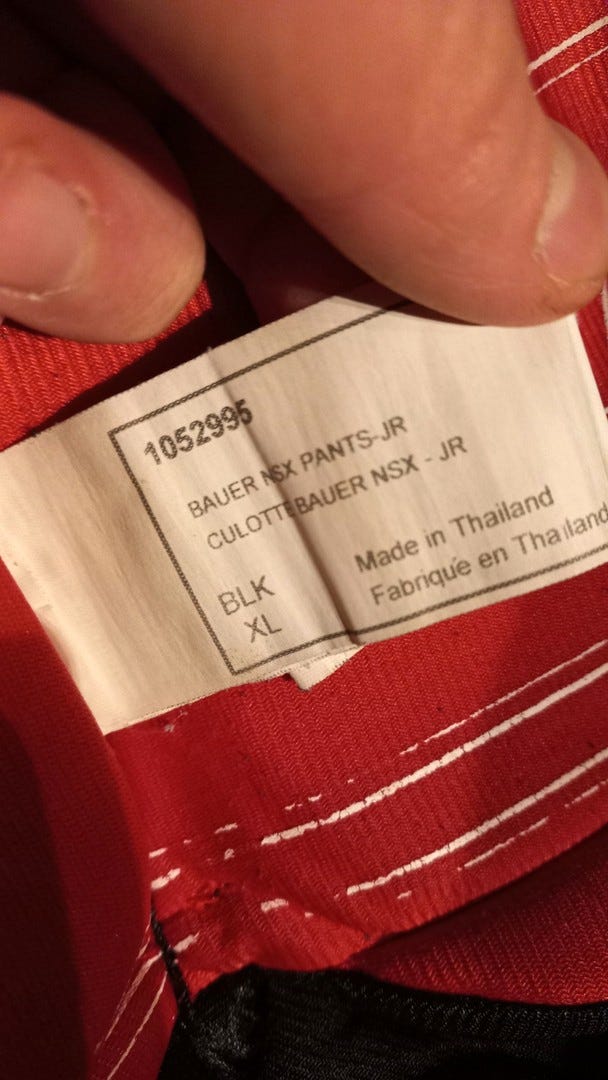 1052995
BAUER NSX PANTS-JR
CULOTTE BAUER NSX - JR
BLK
XL
Made in Thailand
Fabriqué en Thailand